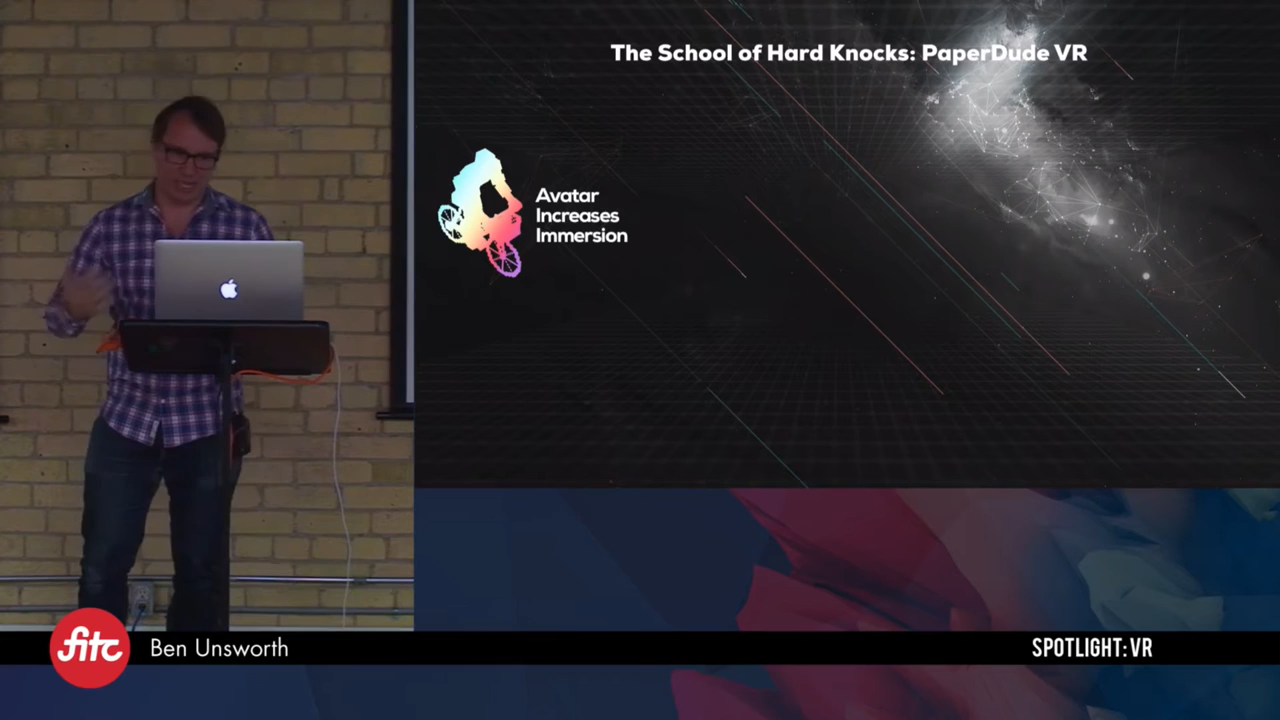 The School of Hard Knocks: PaperDude VR
Avatar
Increases
Immersion
fitc
Ben Unsworth
SPOTLIGHT:VR